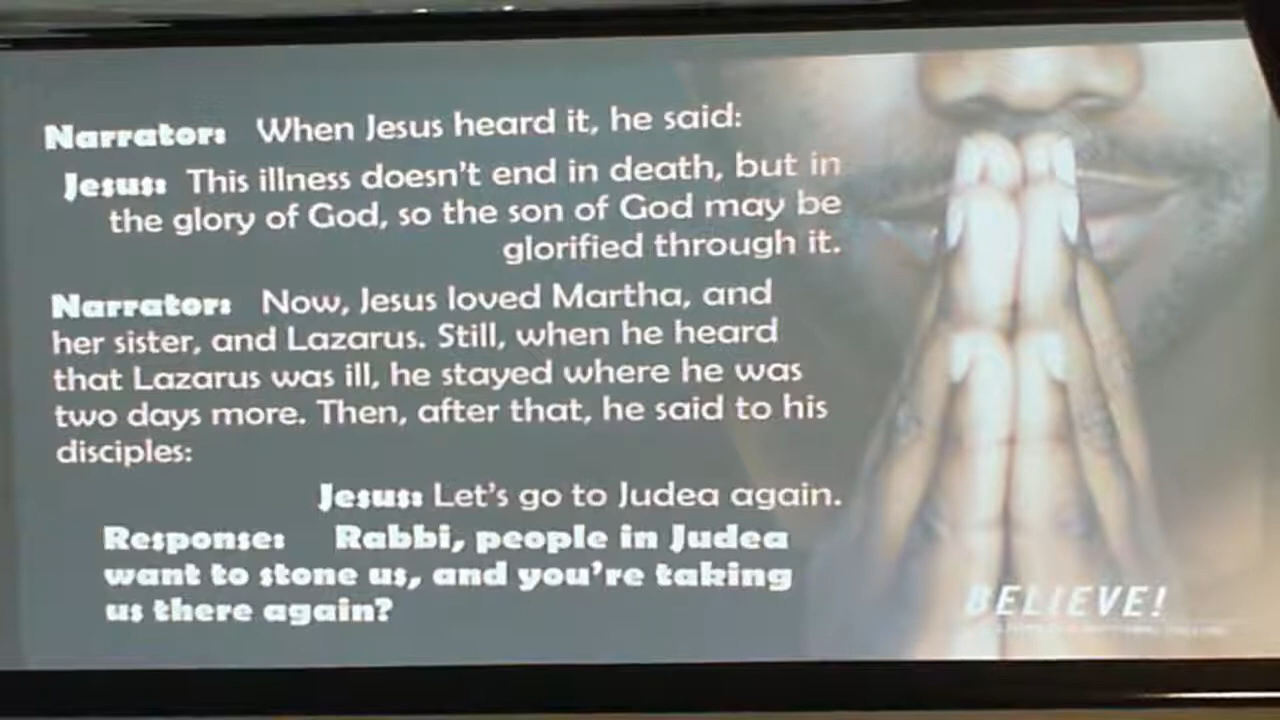 Narrator: When Jesus heard it, he said:
Jesus: This illness doesn't end in death, but in
the glory of God, so the son of God may be
glorified through it.
Narrator: Now, Jesus loved Martha, and
her sister, and Lazarus. Still, when he heard
that Lazarus was ill, he stayed where he was
two days more. Then, after that, he said to his
disciples:
Jesus: Let's go to Judea again.
Response: Rabbi, people in Judea
want to stone us, and you're taking
us there again?
BELIEVE!